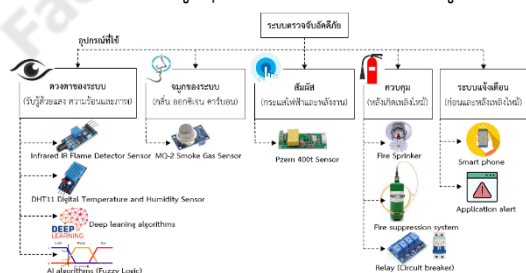 ระบบตรวจจับอัคคีภัย
อุปกรณ์ที่ใช้
ดวงตาของระบบ
(รับรู้ด้วยแสง ความร้อนและภาพ)
จมูกของระบบ
(กลิ่น ออกซิเจน คาร์บอน)
สัมผัส
(กระแสไฟฟ้าและพลังงาน)
ควบคุม
(หลังเกิดเพลิงไหม้)
ระบบแจ้งเตือน
(ก่อนและหลังเพลิงไหม้)
Infrared IR Flame Detector Sensor
MQ-2 Smoke Gas Sensor
Pzem 400t Sensor
Fire Sprinker
Smart phone
DHT11 Digital Temperature and Humidity Sensor
DEEP LEARNING
Deep leaning algorithms
Fire suppression system
Application alert
AI algorithms (Fuzzy Logic)
Relay (Circuit breaker)